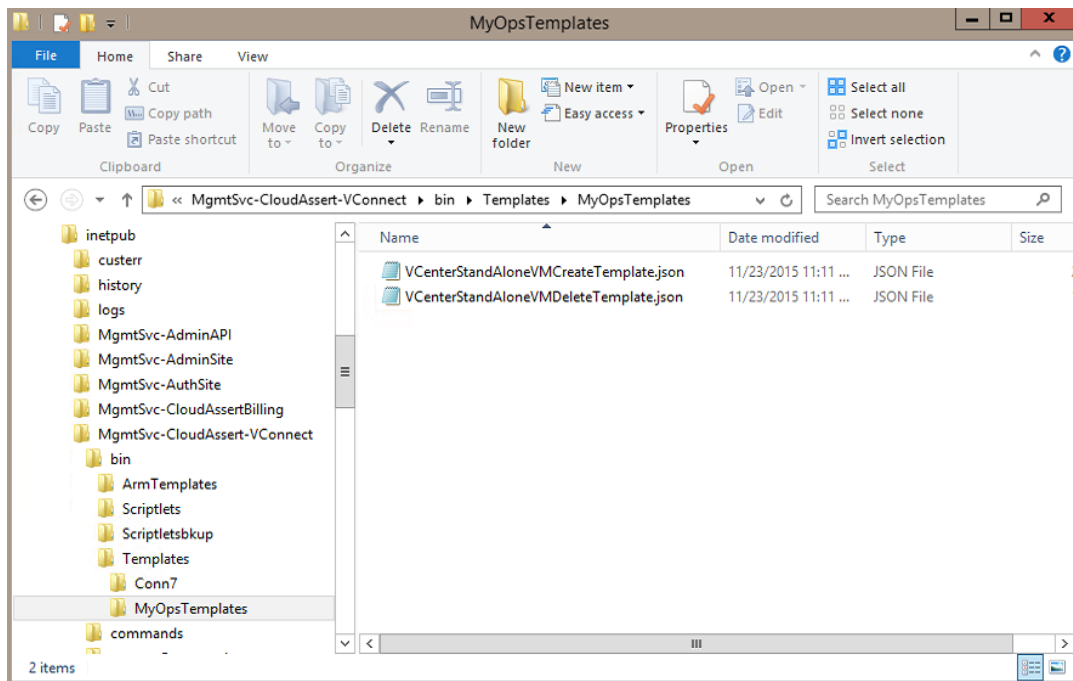 MyOpsTemplates
File Home Share View
Copy
Paste
Cut
Copy path
Paste shortcut
Clipboard
Move to
Copy to
Delete
Rename
Organize
New folder
New item
Easy access
New
Properties
Open
Edit
Open
Select all
Select none
Invert selection
Select
« MgmtSvc-CloudAssert-VConnect bin Templates MyOpsTemplates
Search MyOpsTemplates
inetpub
custerr
history
logs
MgmtSvc-AdminAPI
MgmtSvc-AdminSite
MgmtSvc-AuthSite
MgmtSvc-CloudAssertBilling
MgmtSvc-CloudAssert-VConnect
bin
ArmTemplates
Scriptlets
Scriptletsbkup
Templates
Conn7
MyOpsTemplates
commands
Name Date modified Type Size
VCenterStandAloneVMCreateTemplate.json 11/23/2015 11:11 ... JSON File
VCenterStandAloneVMDeleteTemplate.json 11/23/2015 11:11 ... JSON File
2 items